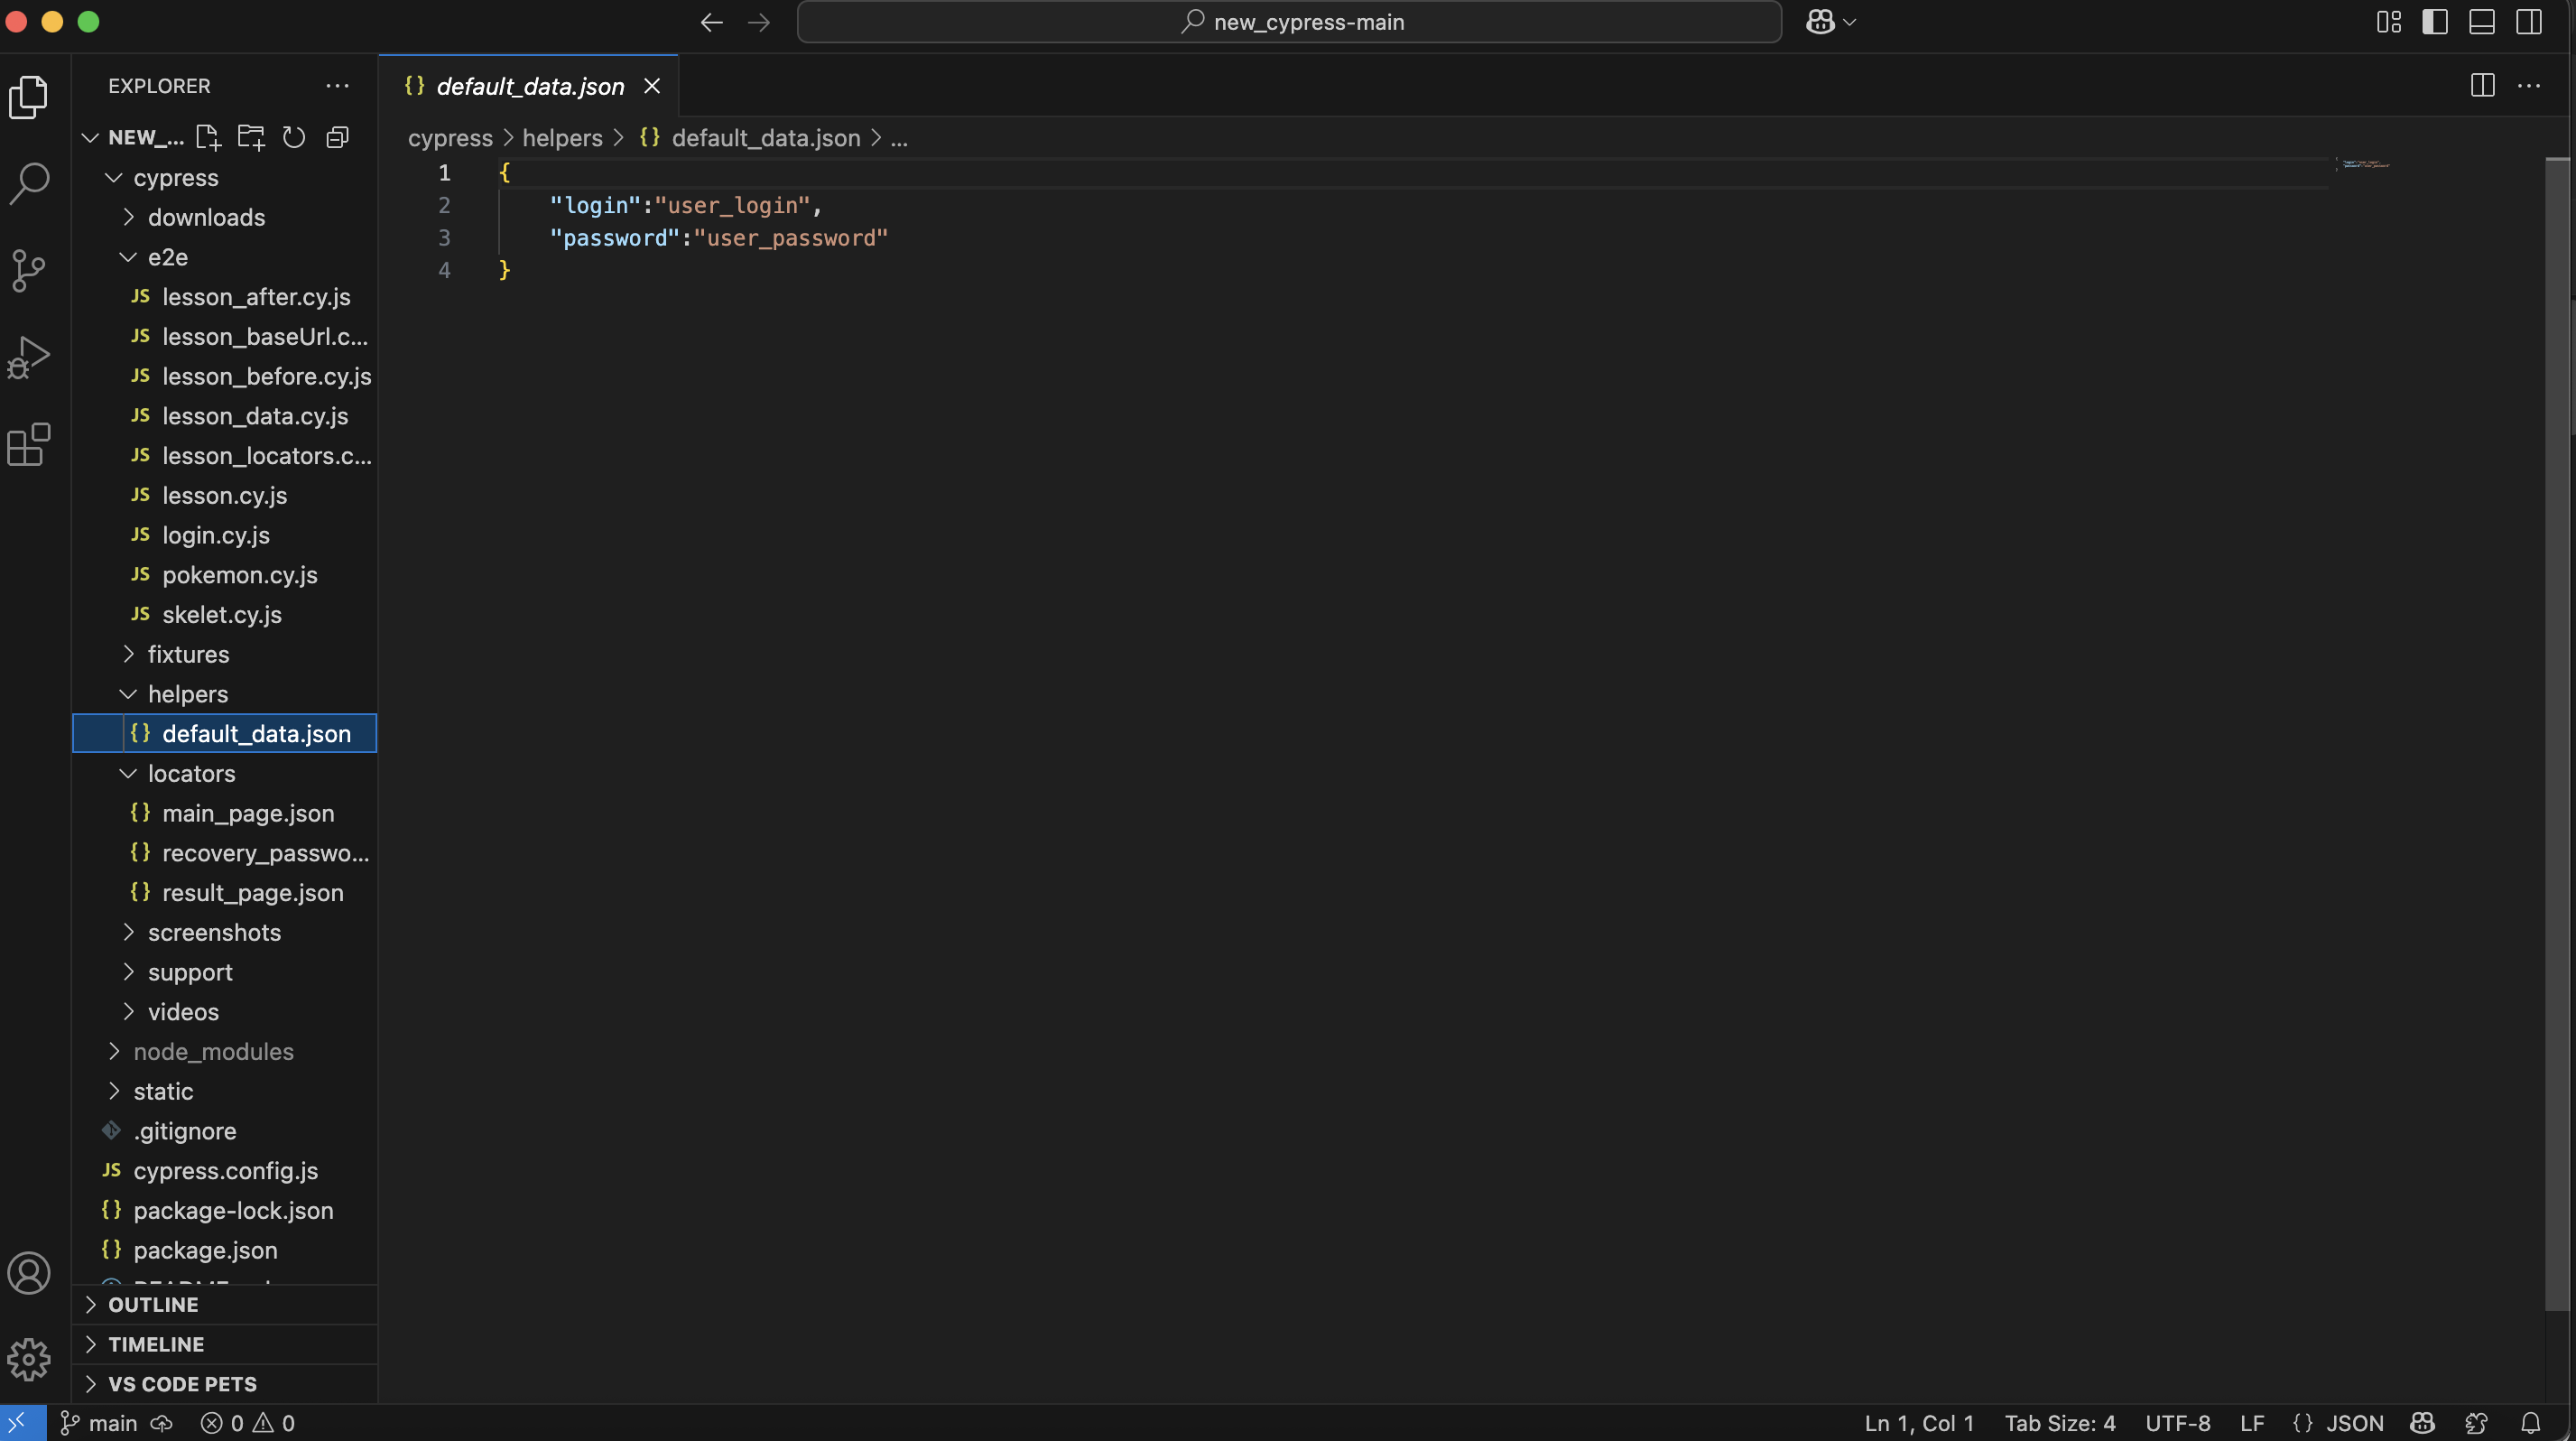 new_cypress-main
EXPLORER
NEW_...
cypress
downloads
e2e
JS lesson_after.cy.js
JS lesson_baseUrl.c...
JS lesson_before.cy.js
JS lesson_data.cy.js
JS lesson_locators.c...
JS lesson.cy.js
JS login.cy.js
JS pokemon.cy.js
JS skelet.cy.js
fixtures
helpers
{} default_data.json
locators
{} main_page.json
{} recovery_passwo...
{} result_page.json
screenshots
support
videos
node_modules
static
.gitignore
JS cypress.config.js
{} package-lock.json
{} package.json
OUTLINE
TIMELINE
VS CODE PETS
{} default_data.json
cypress > helpers > {} default_data.json > ...
1 {
2 "login":"user_login",
3 "password":"user_password"
4 }
main 0 0
Ln 1, Col 1 Tab Size: 4 UTF-8 LF {} JSON